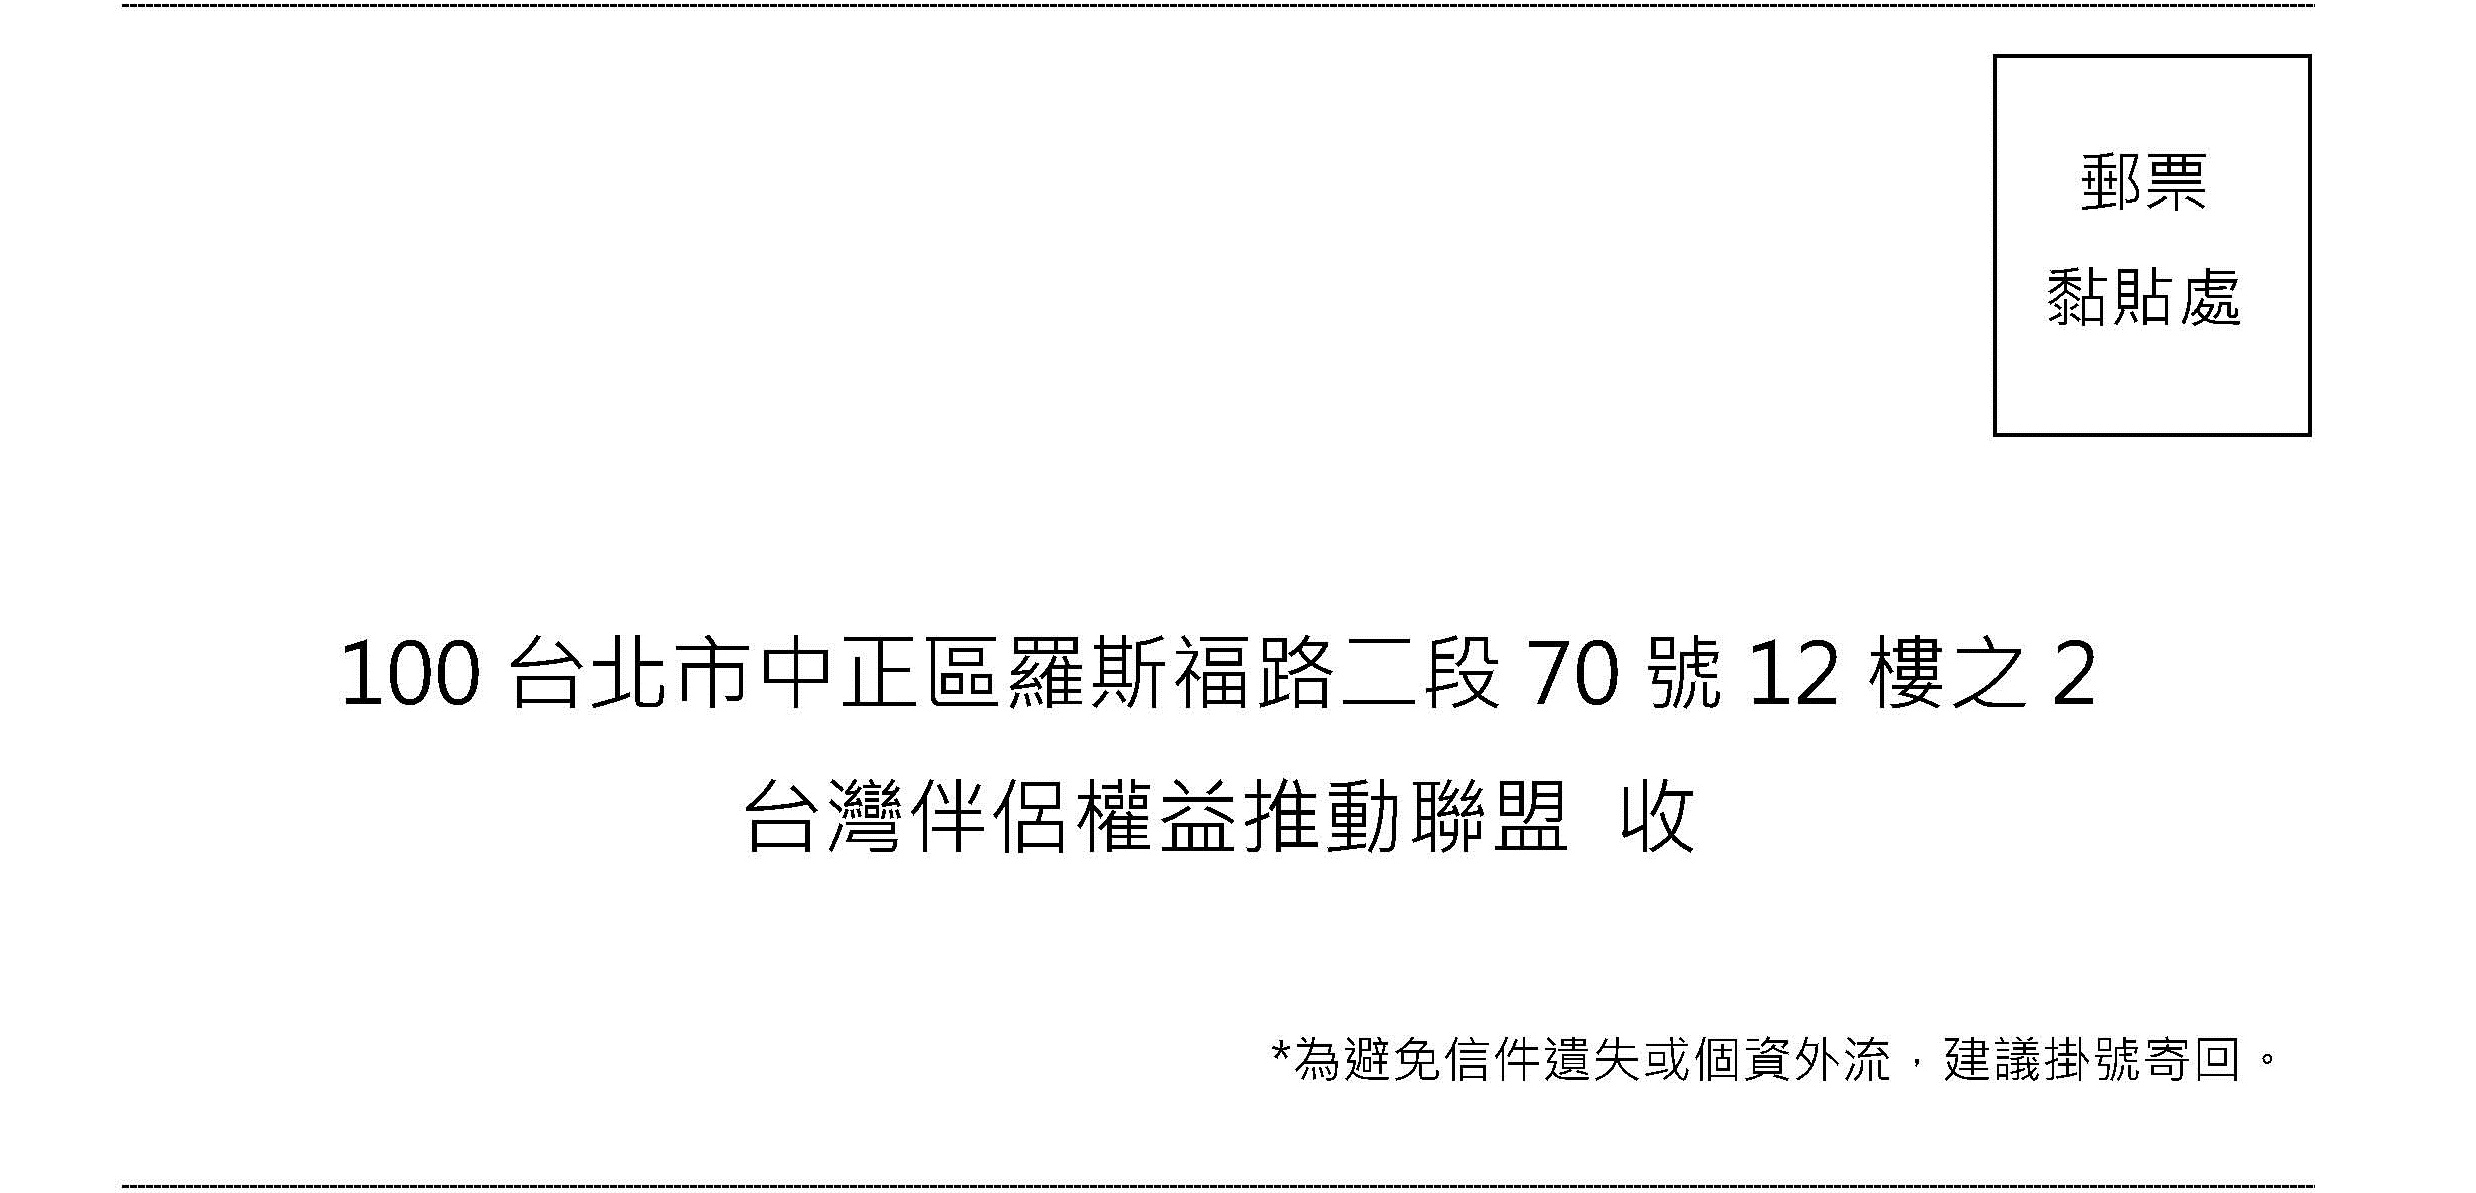 郵票
黏貼處
100 台北市中正區羅斯福路二段 70 號 12 樓之 2
台灣伴侶權益推動聯盟 收
*為避免信件遺失或個資外流，建議掛號寄回。